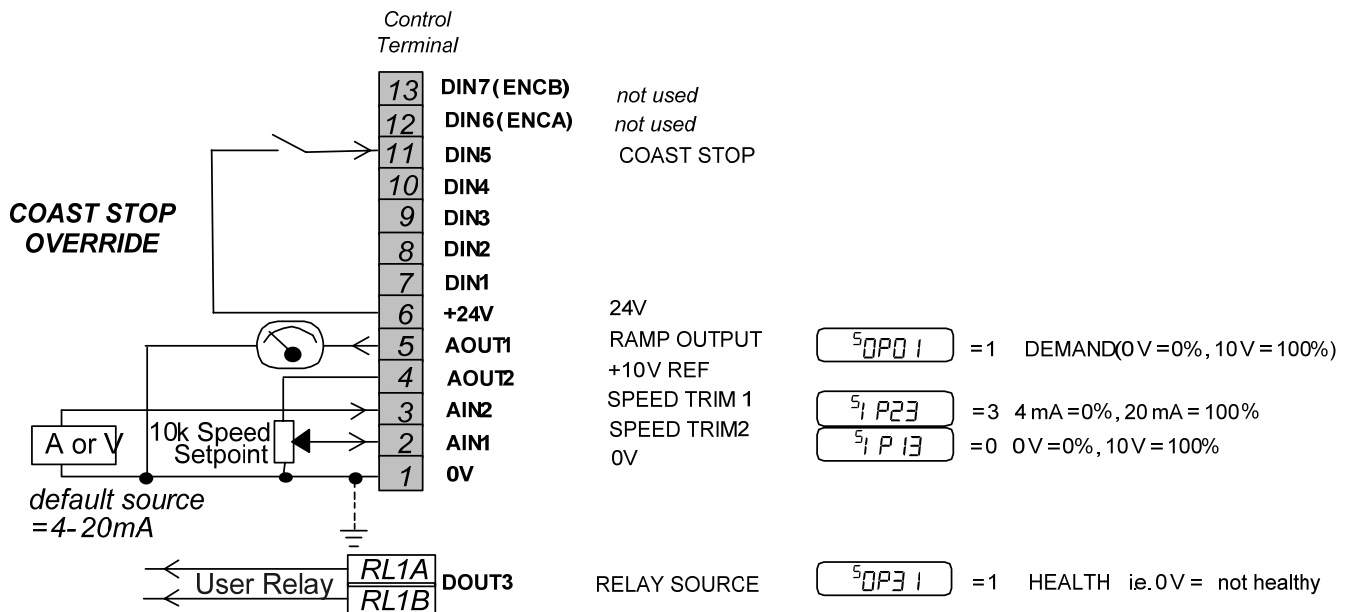 Control
Terminal
13 DIN7(ENCB) not used
12 DIN6(ENCA) not used
11 DIN5 COAST STOP
10 DIN4
COAST STOP
OVERRIDE
9 DIN3
8 DIN2
7 DIN1
6 +24V 24V
5 AOUT1 RAMP OUTPUT SOP01 =1 DEMAND(0V=0%, 10V=100%)
4 AOUT2 +10V REF
3 AIN2 SPEED TRIM 1 SIP23 =3 4mA=0%, 20mA=100%
A or V
10k Speed
Setpoint
2 AIN1 SPEED TRIM2 SIP13 =0 0V=0%, 10V=100%
1 0V 0V
default source
=4-20mA
User Relay
RL1A
RL1B
DOUT3 RELAY SOURCE SOP31 =1 HEALTH i.e. 0V= not healthy